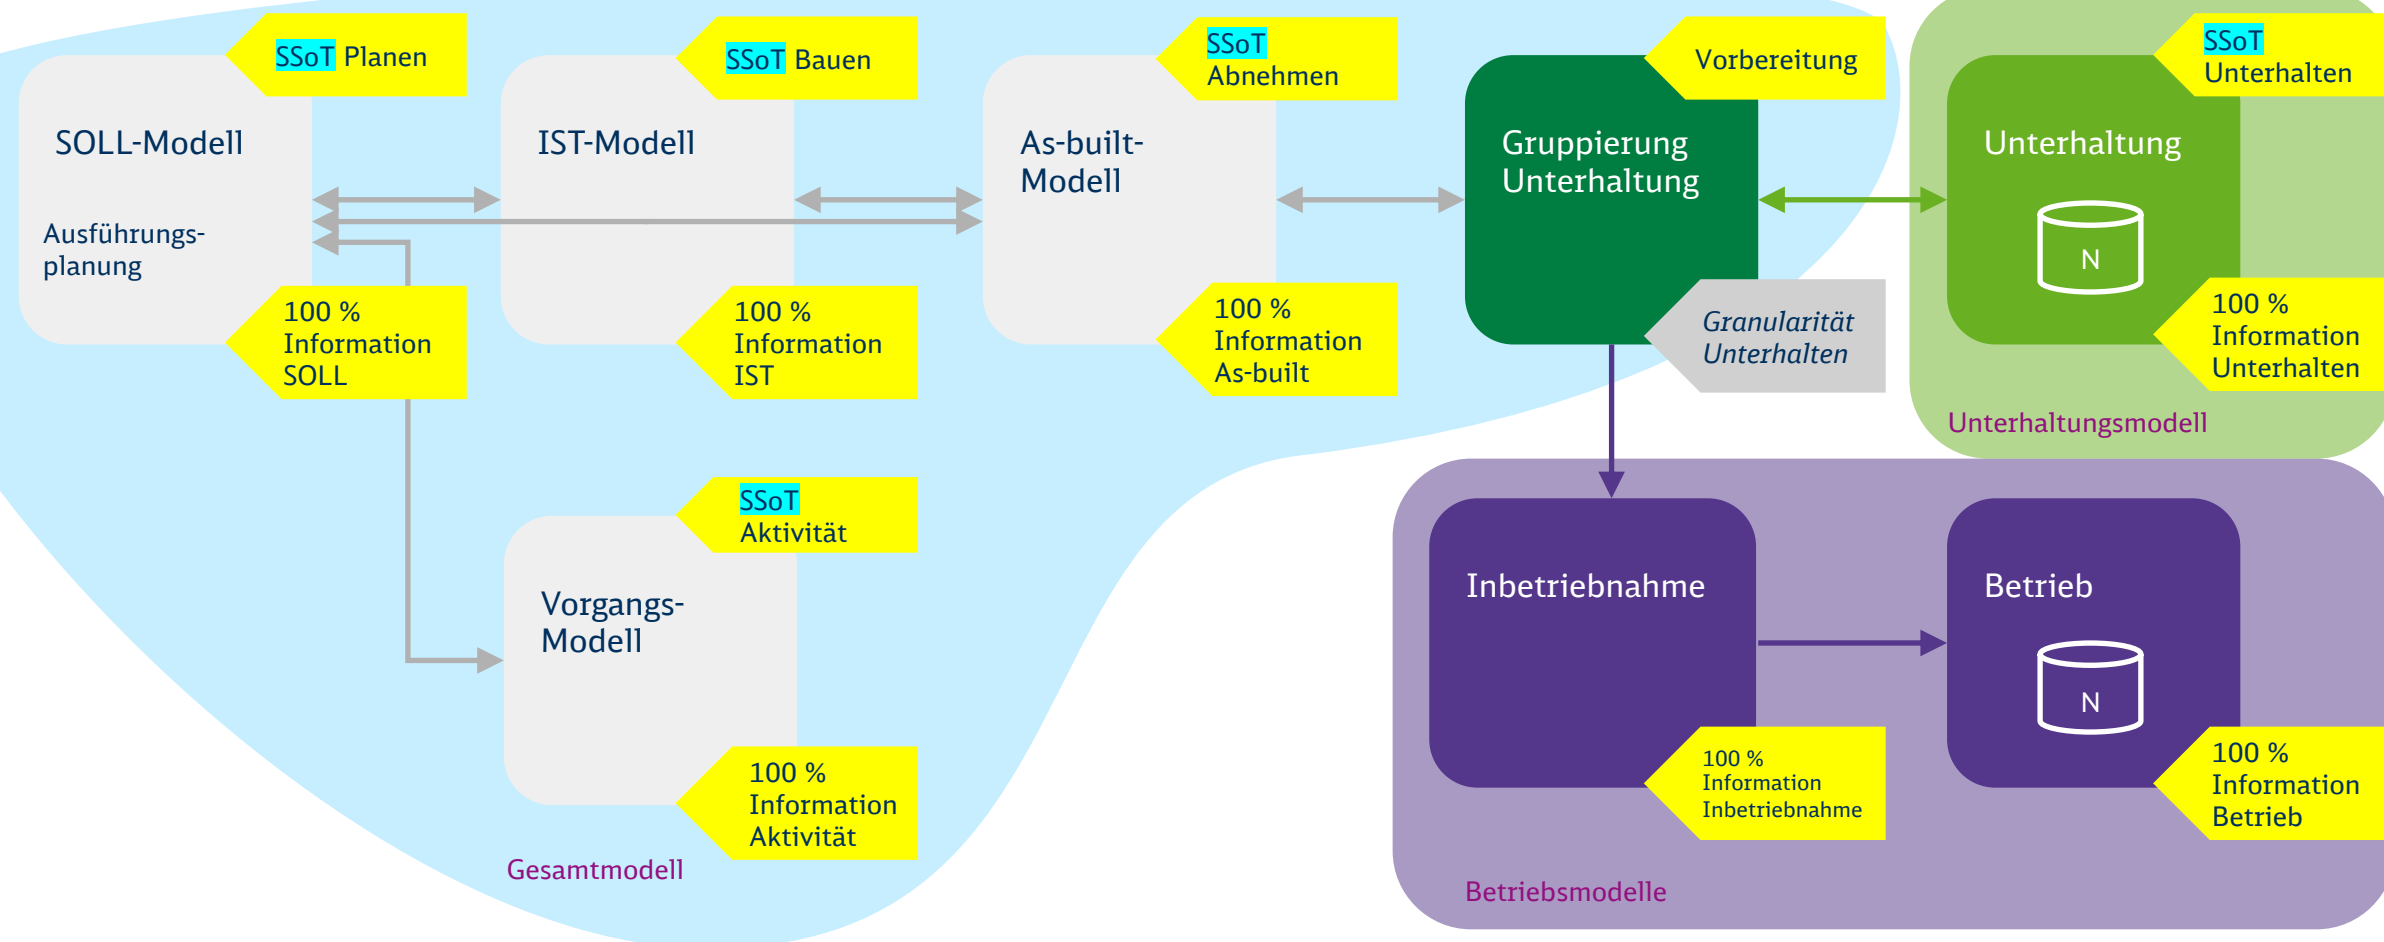 SSoT Planen
SOLL-Modell
Ausführungs-
planung
100 %
Information
SOLL
SSoT Bauen
IST-Modell
100 %
Information
IST
SSoT
Abnehmen
As-built-
Modell
100 %
Information
As-built
Vorbereitung
Gruppierung
Unterhaltung
Granularität
Unterhalten
SSoT
Unterhalten
Unterhaltung
N
100 %
Information
Unterhalten
Unterhaltungsmodell
SSoT
Aktivität
Vorgangs-
Modell
100 %
Information
Aktivität
Gesamtmodell
Inbetriebnahme
100 %
Information
Inbetriebnahme
Betrieb
N
100 %
Information
Betrieb
Betriebsmodelle